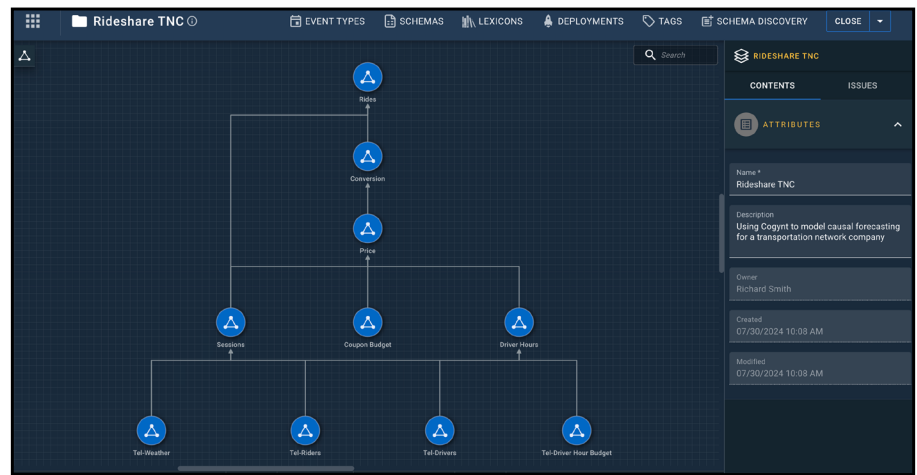 Rideshare TNC
EVENT TYPES
SCHEMAS
LEXICONS
DEPLOYMENTS
TAGS
SCHEMA DISCOVERY
CLOSE
Search
Rides
Conversion
Price
Sessions
Coupon Budget
Driver Hours
Tel-Weather
Tel-Riders
Tel-Drivers
Tel-Driver Hour Budget
RIDESHARE TNC
CONTENTS
ISSUES
ATTRIBUTES
Name *
Rideshare TNC
Description
Using Cogynt to model causal forecasting
for a transportation network company
Owner
Richard Smith
Created
07/30/2024 10:08 AM
Modified
07/30/2024 10:08 AM